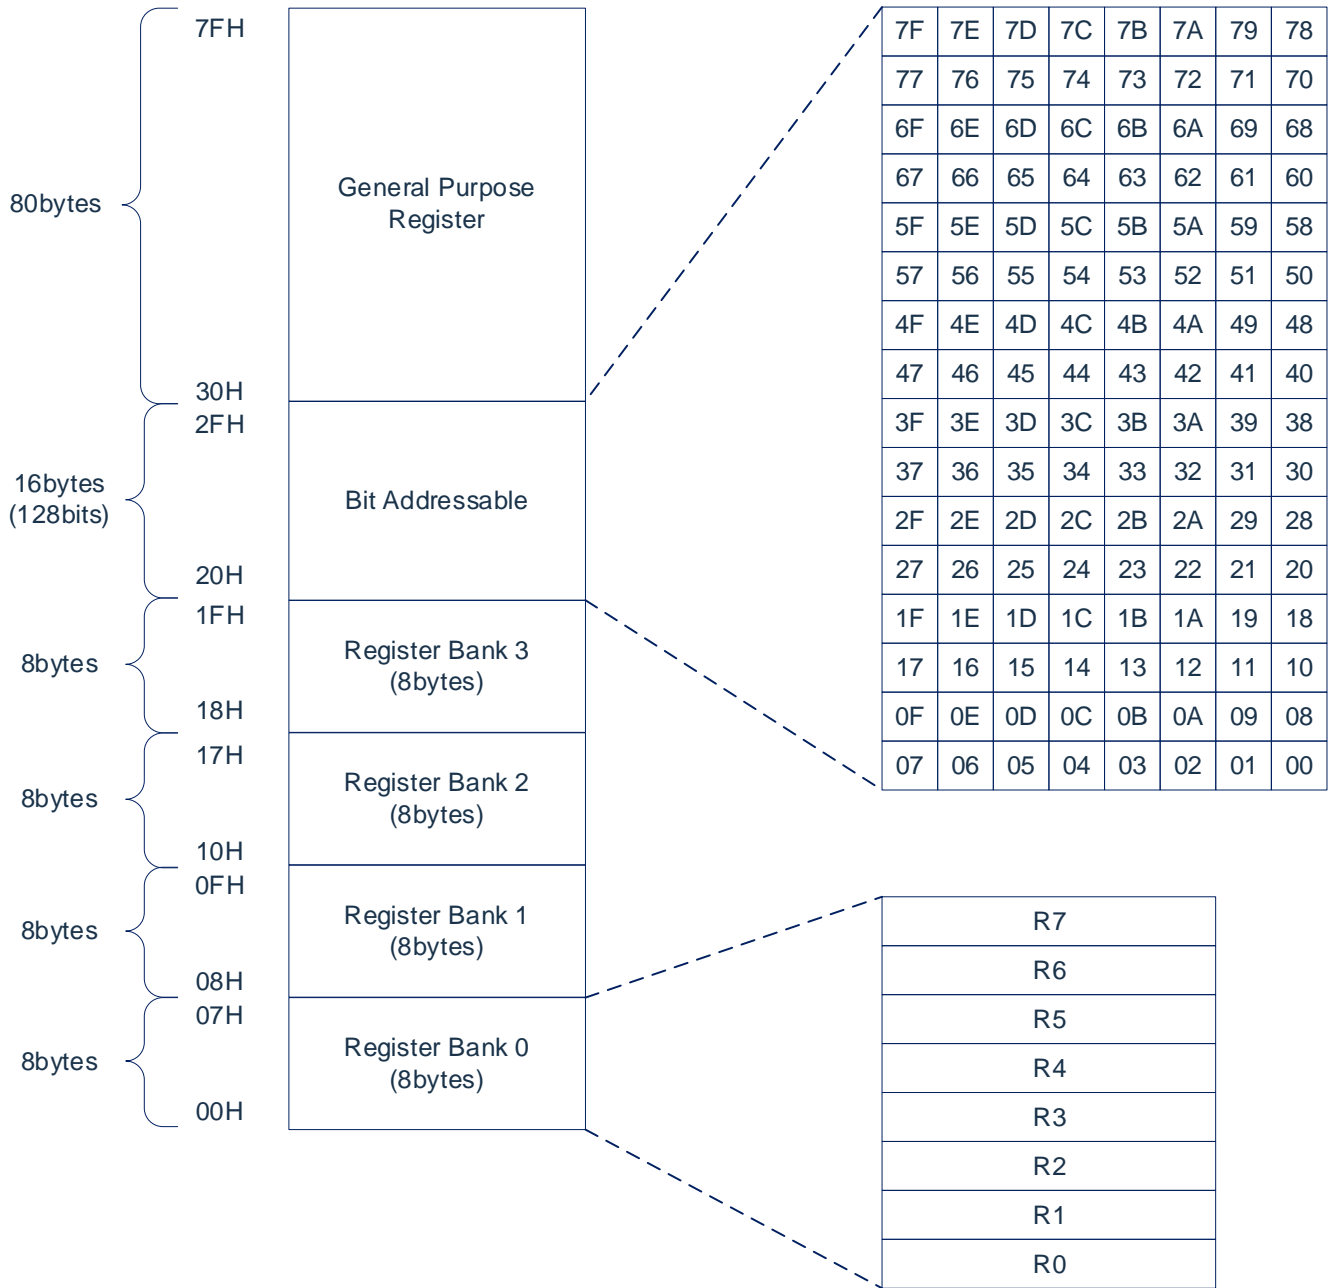 7FH
General Purpose
Register
80bytes
30H
2FH
16bytes
(128bits)
Bit Addressable
20H
1FH
8bytes
Register Bank 3
(8bytes)
18H
17H
8bytes
Register Bank 2
(8bytes)
10H
0FH
8bytes
Register Bank 1
(8bytes)
08H
07H
8bytes
Register Bank 0
(8bytes)
00H
7F 7E 7D 7C 7B 7A 79 78
77 76 75 74 73 72 71 70
6F 6E 6D 6C 6B 6A 69 68
67 66 65 64 63 62 61 60
5F 5E 5D 5C 5B 5A 59 58
57 56 55 54 53 52 51 50
4F 4E 4D 4C 4B 4A 49 48
47 46 45 44 43 42 41 40
3F 3E 3D 3C 3B 3A 39 38
37 36 35 34 33 32 31 30
2F 2E 2D 2C 2B 2A 29 28
27 26 25 24 23 22 21 20
1F 1E 1D 1C 1B 1A 19 18
17 16 15 14 13 12 11 10
0F 0E 0D 0C 0B 0A 09 08
07 06 05 04 03 02 01 00
R7
R6
R5
R4
R3
R2
R1
R0